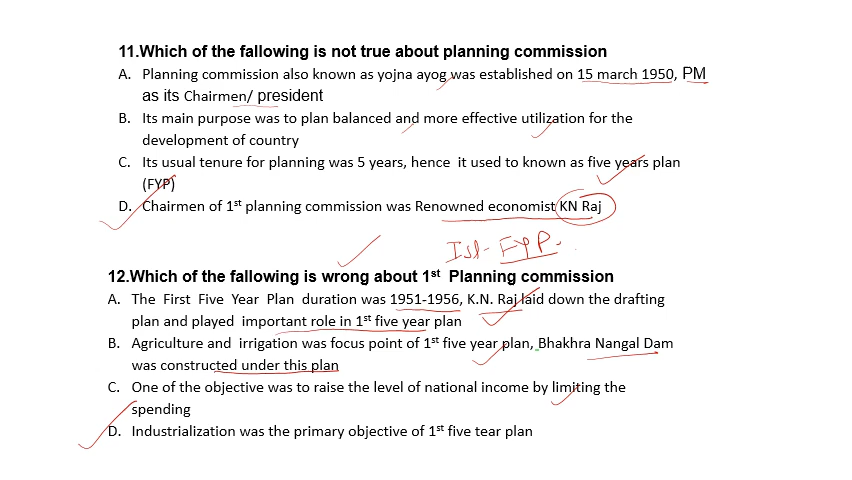 11.Which of the fallowing is not true about planning commission
A. Planning commission also known as yojna ayog was established on 15 march 1950, PM
as its Chairmen/ president
B. Its main purpose was to plan balanced and more effective utilization for the
development of country
C. Its usual tenure for planning was 5 years, hence it used to known as five years plan
(FYP)
D. Chairmen of 1st planning commission was Renowned economist KN Raj
Ist - FYP.
12.Which of the fallowing is wrong about 1st Planning commission
A. The First Five Year Plan duration was 1951-1956, K.N. Raj laid down the drafting
plan and played important role in 1st five year plan
B. Agriculture and irrigation was focus point of 1st five year plan, Bhakhra Nangal Dam
was constructed under this plan
C. One of the objective was to raise the level of national income by limiting the
spending
D. Industrialization was the primary objective of 1st five tear plan